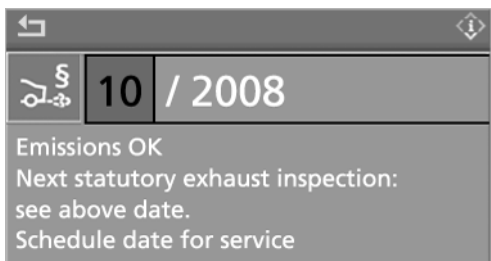 §
10 / 2008
Emissions OK
Next statutory exhaust inspection:
see above date.
Schedule date for service